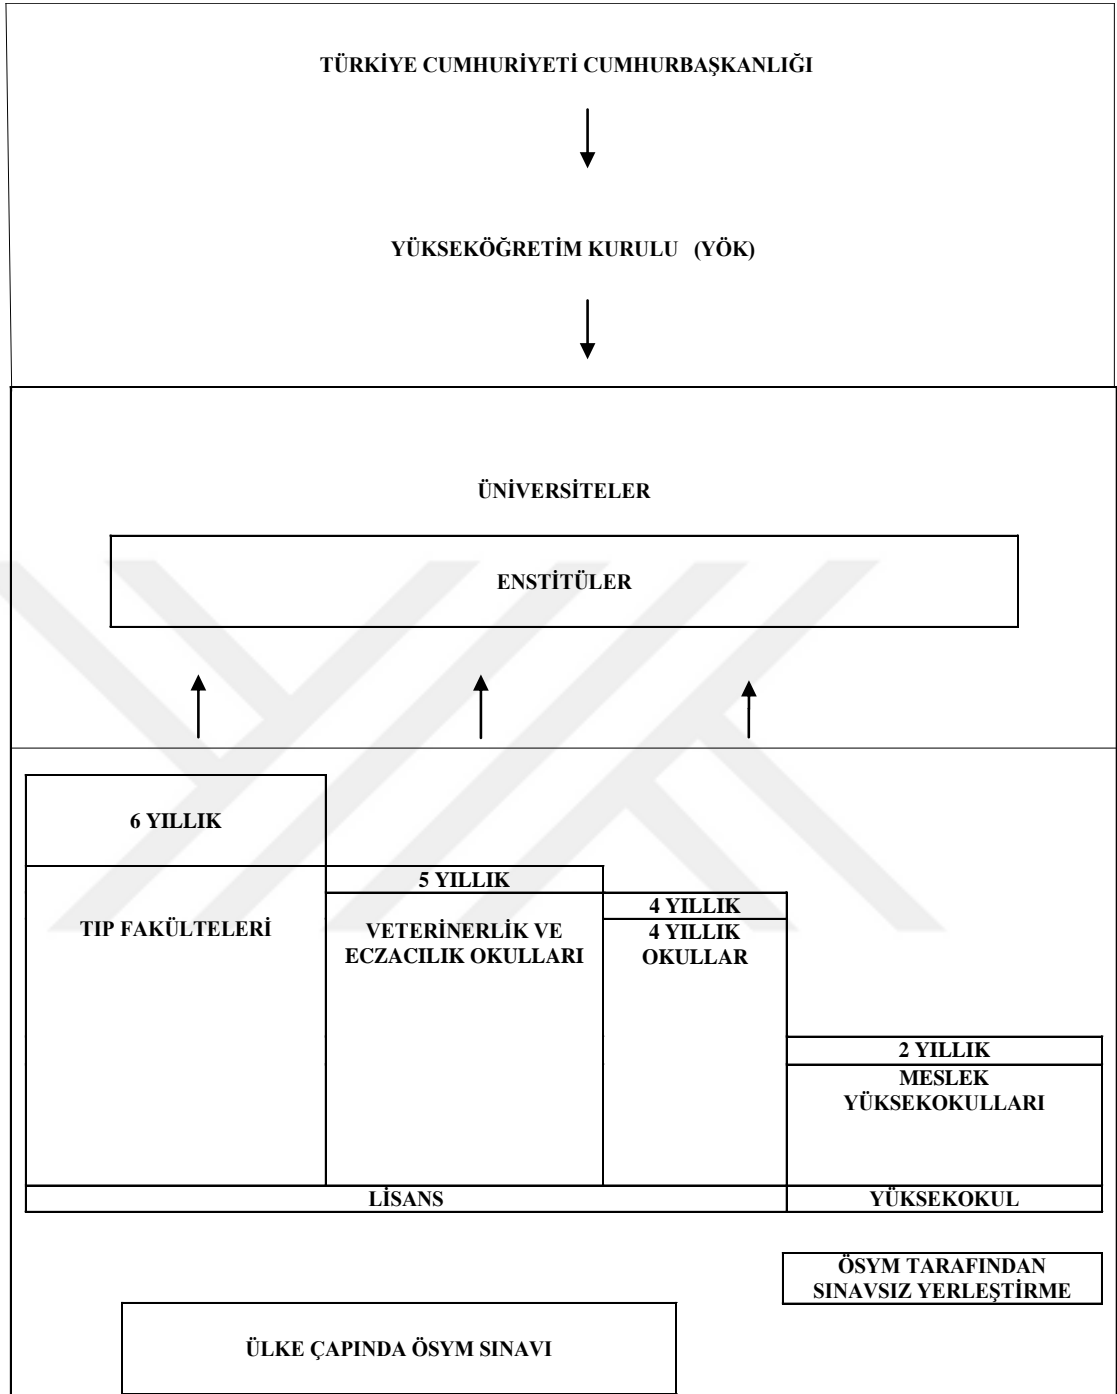 TÜRKİYE CUMHURİYETİ CUMHURBAŞKANLIĞI
YÜKSEKÖĞRETİM KURULU (YÖK)
ÜNİVERSİTELER
ENSTİTÜLER
6 YILLIK
TIP FAKÜLTELERİ
5 YILLIK
VETERİNERLİK VE
ECZACILIK OKULLARI
4 YILLIK
4 YILLIK
OKULLAR
2 YILLIK
MESLEK
YÜKSEKOKULLARI
LİSANS
YÜKSEKOKUL
ÖSYM TARAFINDAN
SINAVSIZ YERLEŞTİRME
ÜLKE ÇAPINDA ÖSYM SINAVI